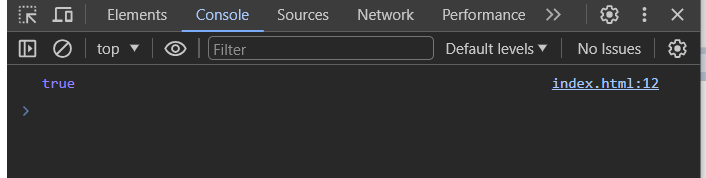 Elements Console Sources Network Performance
top Filter Default levels No Issues
true index.html:12